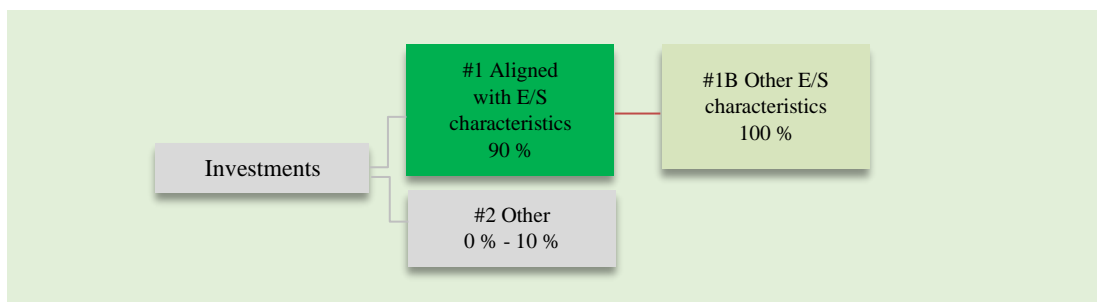 Investments
#1 Aligned
with E/S
characteristics
90 %
#1B Other E/S
characteristics
100 %
#2 Other
0 % - 10 %